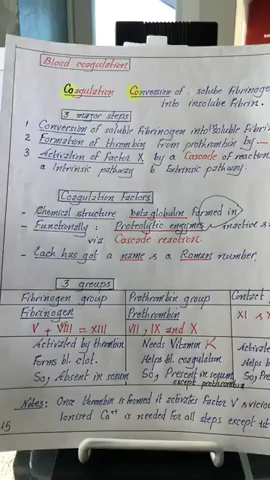 Blood coagulation
Coagulation Conversion of solube Fibrinogen
into insoluble Fibrin.
3 major steps
1 Conversion of soluble Fibrinogen into
2 Formation of thrombin from prothrombin by
3 Activation of Factor X by a Cascade of reaction
a Intrinsic pathway b Extrinsic pathway.
Coagulation Factors
- Chemical structure beta globulin formed in
- Functionally: Proteolytic enzymes inactive
via Cascade reaction.
- Each has got a name & a Roman number.
3 groups
Fibrinogen group Prothrombin group Contact
Fibrinogen Prothrombin XI
V + VIII = XIII VII, IX and X
Activated by thrombin Needs Vitamin K Activate
Forms bl. clot. Helps bl. coagulatum Helps b
So, Absent in serum So, Present in serum So, Pre
except prothrombin
Notes: Once thrombin is formed it activates Factor V
Ionised Ca++ is needed for all steps except
15